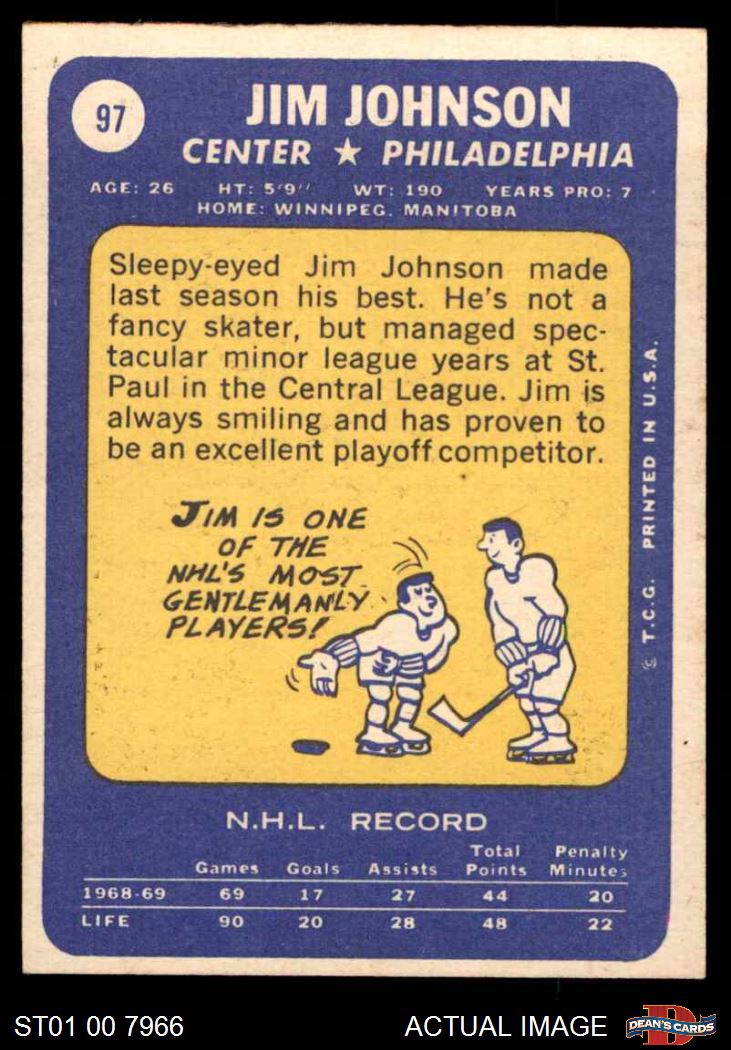 97
JIM JOHNSON
CENTER ★ PHILADELPHIA
AGE: 26 HT: 5'9" WT: 190 YEARS PRO: 7
HOME: WINNIPEG, MANITOBA
Sleepy-eyed Jim Johnson made
last season his best. He's not a
fancy skater, but managed spec-
tacular minor league years at St.
Paul in the Central League. Jim is
always smiling and has proven to
be an excellent playoff competitor.
JIM IS ONE
OF THE
NHL'S MOST
GENTLEMANLY
PLAYERS!
© T.C.G. PRINTED IN U.S.A.
N.H.L. RECORD
Games Goals Assists Total Points Penalty Minutes
1968-69 69 17 27 44 20
LIFE 90 20 28 48 22
ST01 00 7966 ACTUAL IMAGE
D
DEAN'S CARDS